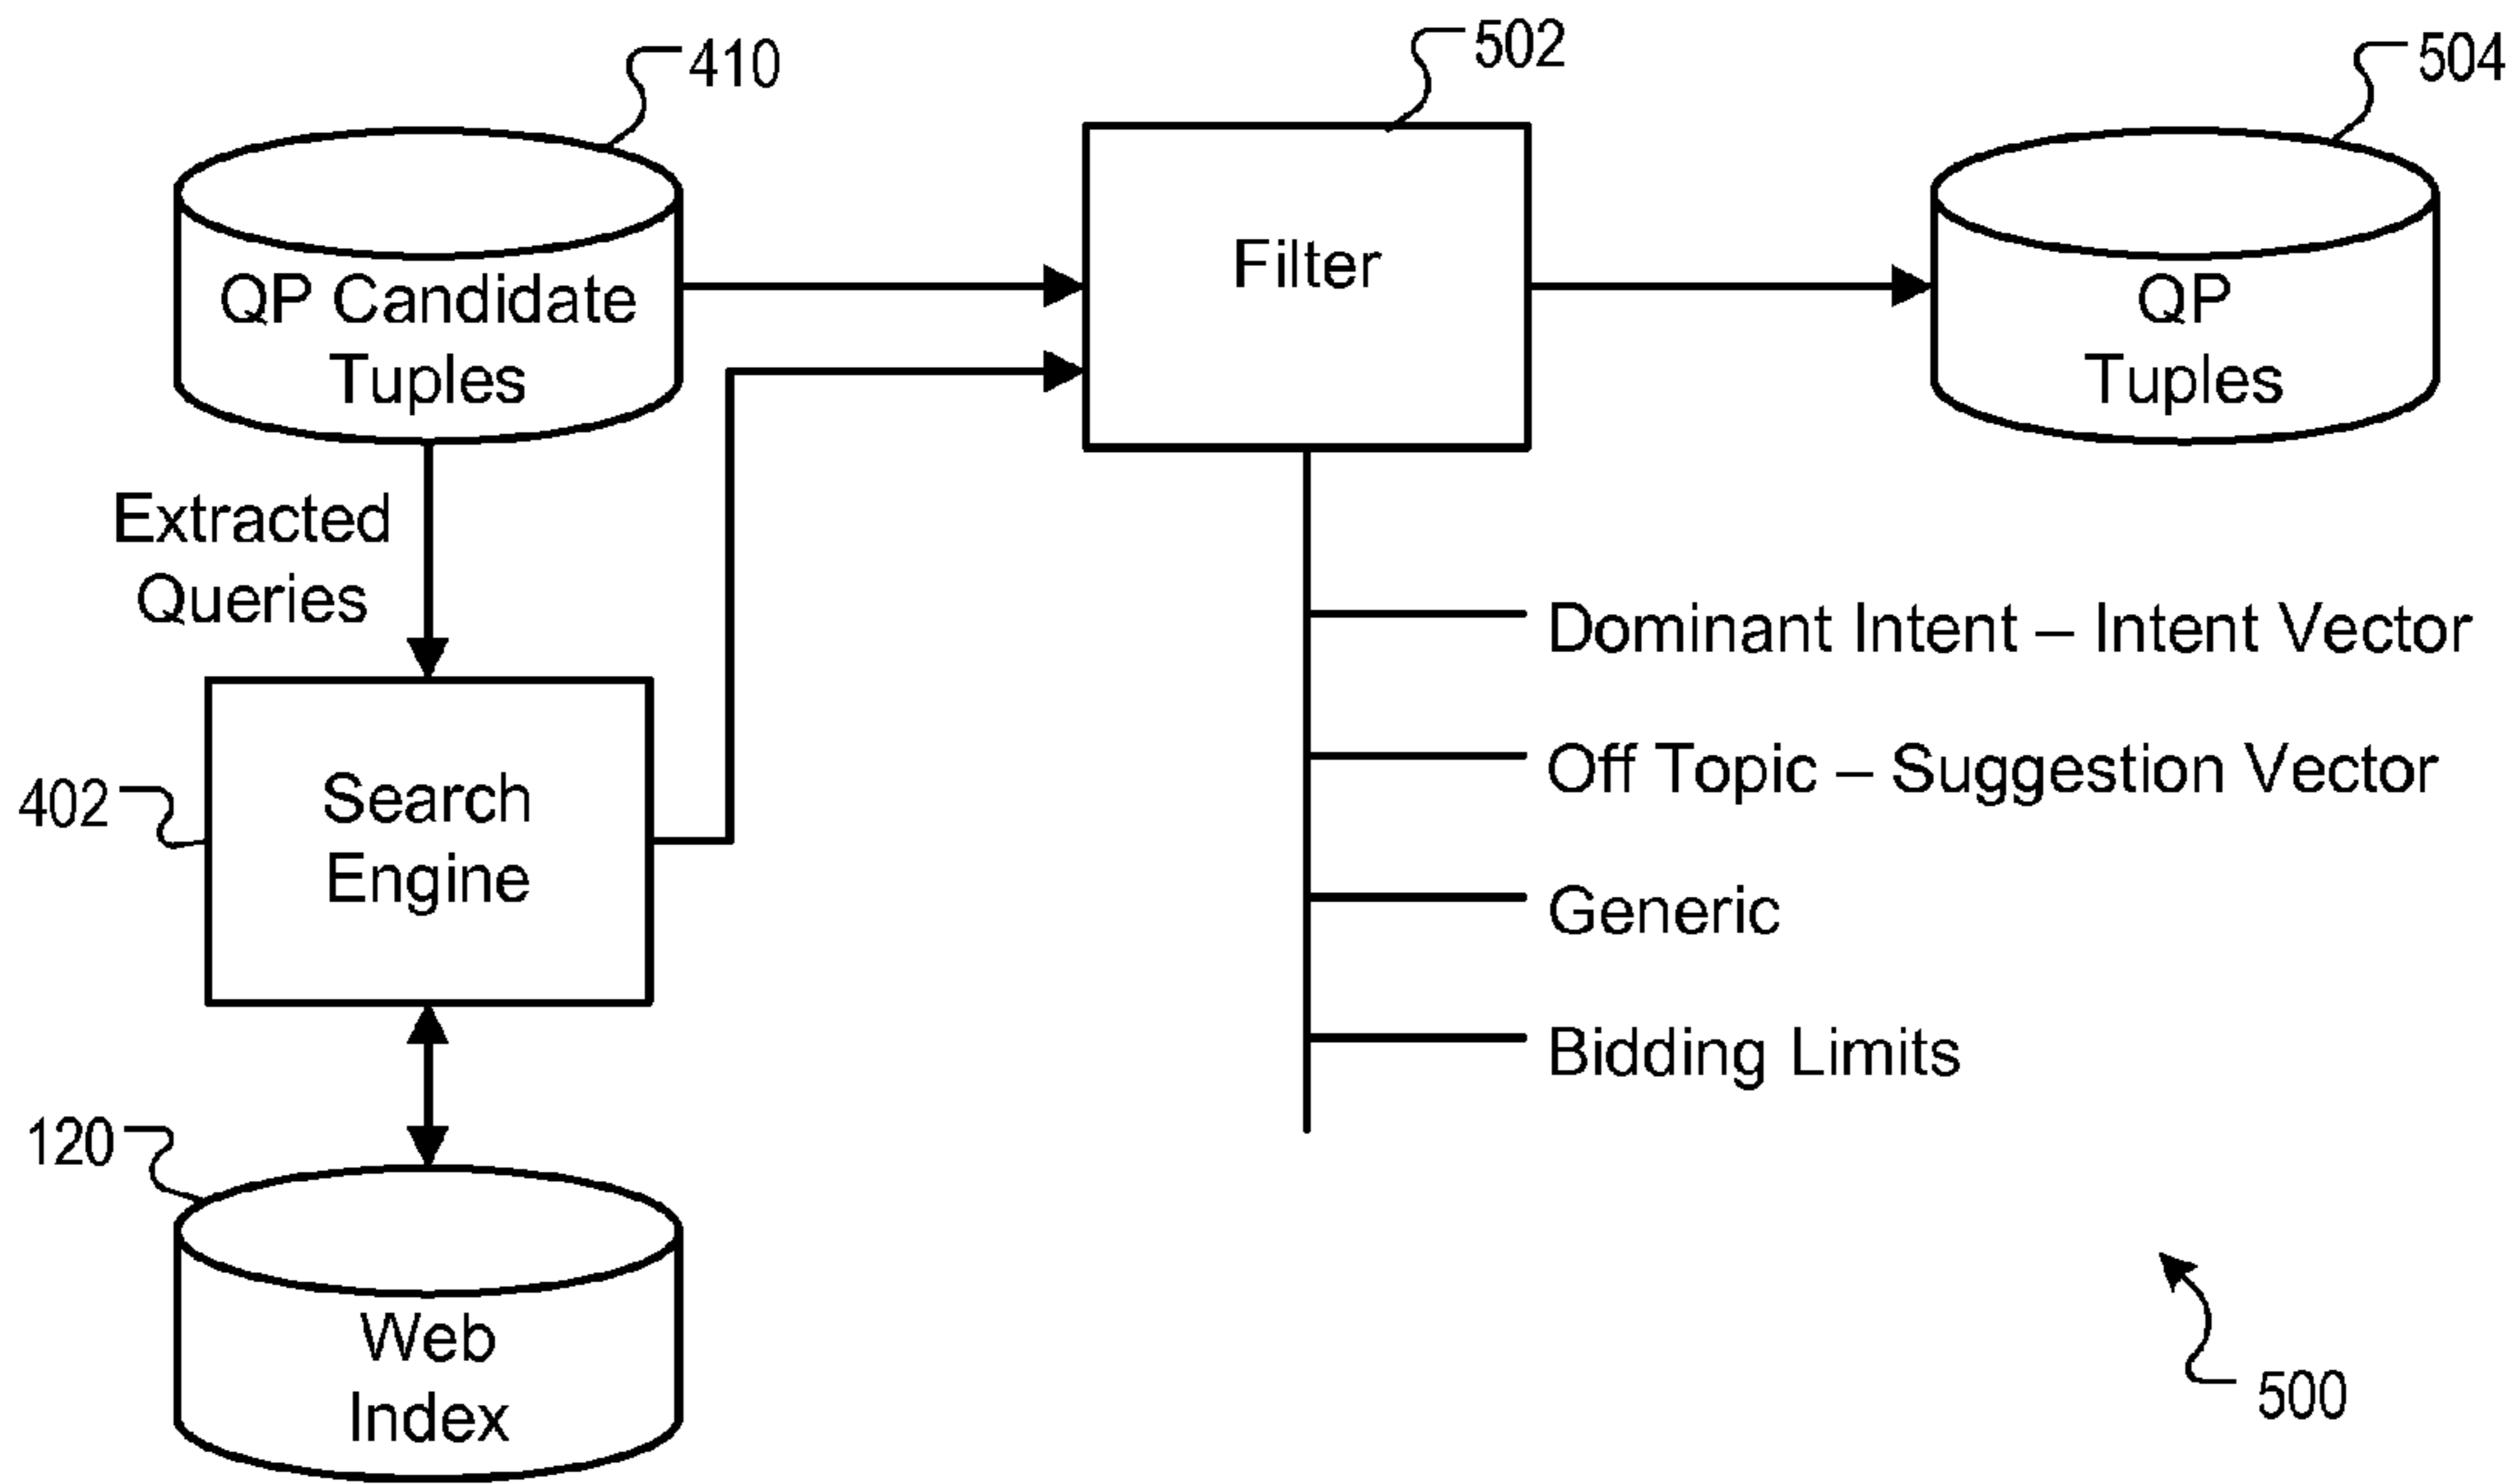 410
502
504
QP Candidate
Tuples
Filter
QP
Tuples
Extracted
Queries
Dominant Intent – Intent Vector
Off Topic – Suggestion Vector
402
Search
Engine
Generic
Bidding Limits
120
Web
Index
500